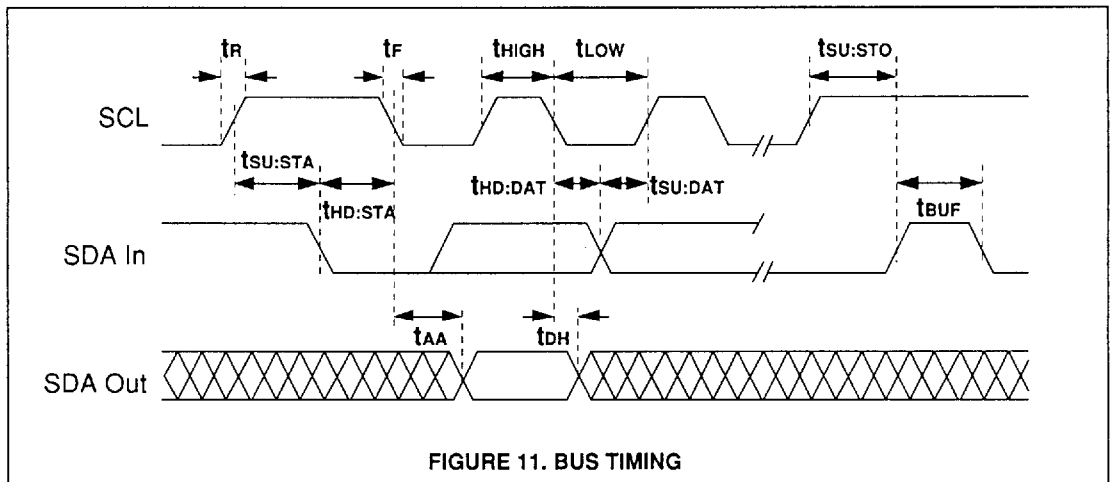 tR tF tHIGH tLOW tSU:STO
SCL
tSU:STA tHD:DAT tSU:DAT
tHD:STA tBUF
SDA In
tAA tDH
SDA Out
FIGURE 11. BUS TIMING